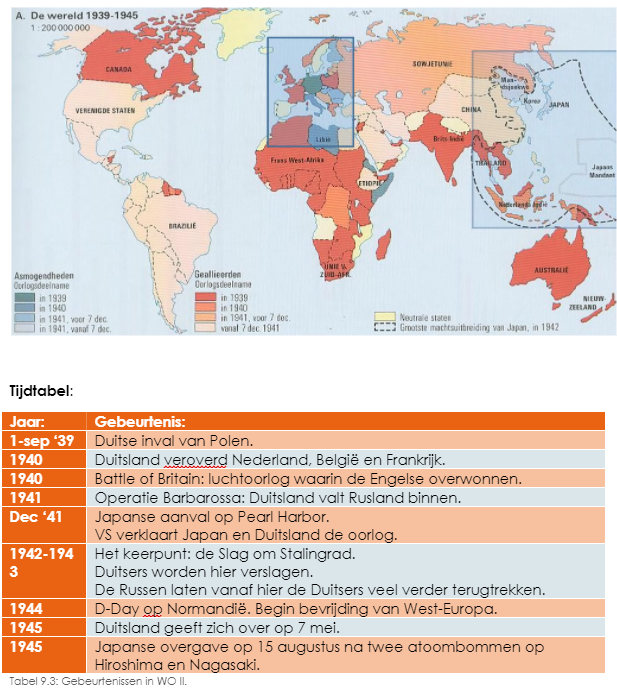 A. De wereld 1939-1945
1 : 200 000 000
CANADA
SOWJETUNIE
VERENIGDE STATEN
Man-
dsjoekwo
CHINA
Korea
JAPAN
Libië
Brits Indië
Frans West-Afrika
THAILAND
Japans
Mandaat
ETIOPIË
BRAZILIË
Nederlands Indië
UNIE V.
ZUID-AFR.
AUSTRALIË
NIEUW-
ZEELAND
Asmogendheden
Oorlogsdeelname
in 1939
in 1940
in 1941, voor 7 dec.
in 1941, vanaf 7 dec.
Geallieerden
Oorlogsdeelname
in 1939
in 1940
in 1941, voor 7 dec.
vanaf 7 dec. 1941
Neutrale staten
Grootste machtsuitbreiding van Japan, in 1942
Tijdtabel:
Jaar: Gebeurtenis:
1-sep ‘39 Duitse inval van Polen.
1940 Duitsland veroverd Nederland, België en Frankrijk.
1940 Battle of Britain: luchtoorlog waarin de Engelse overwonnen.
1941 Operatie Barbarossa: Duitsland valt Rusland binnen.
Dec ‘41 Japanse aanval op Pearl Harbor.
VS verklaart Japan en Duitsland de oorlog.
1942-194 Het keerpunt: de Slag om Stalingrad.
3 Duitsers worden hier verslagen.
De Russen laten vanaf hier de Duitsers veel verder terugtrekken.
1944 D-Day op Normandië. Begin bevrijding van West-Europa.
1945 Duitsland geeft zich over op 7 mei.
1945 Japanse overgave op 15 augustus na twee atoombommen op
Hiroshima en Nagasaki.
Tabel 9.3: Gebeurtenissen in WO II.